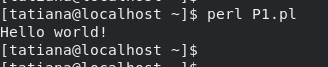 [tatiana@localhost ~]$ perl P1.pl
Hello world!
[tatiana@localhost ~]$